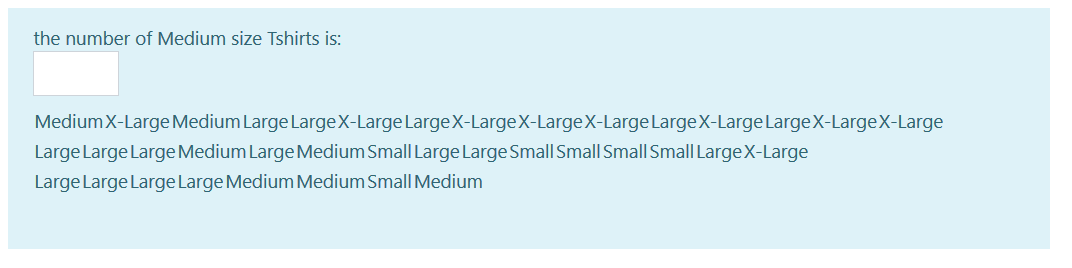 the number of Medium size Tshirts is:
Medium X-Large Medium Large Large X-Large Large X-Large X-Large X-Large Large X-Large Large X-Large X-Large
Large Large Large Medium Large Medium Small Large Large Small Small Small Small Large X-Large
Large Large Large Large Medium Medium Small Medium